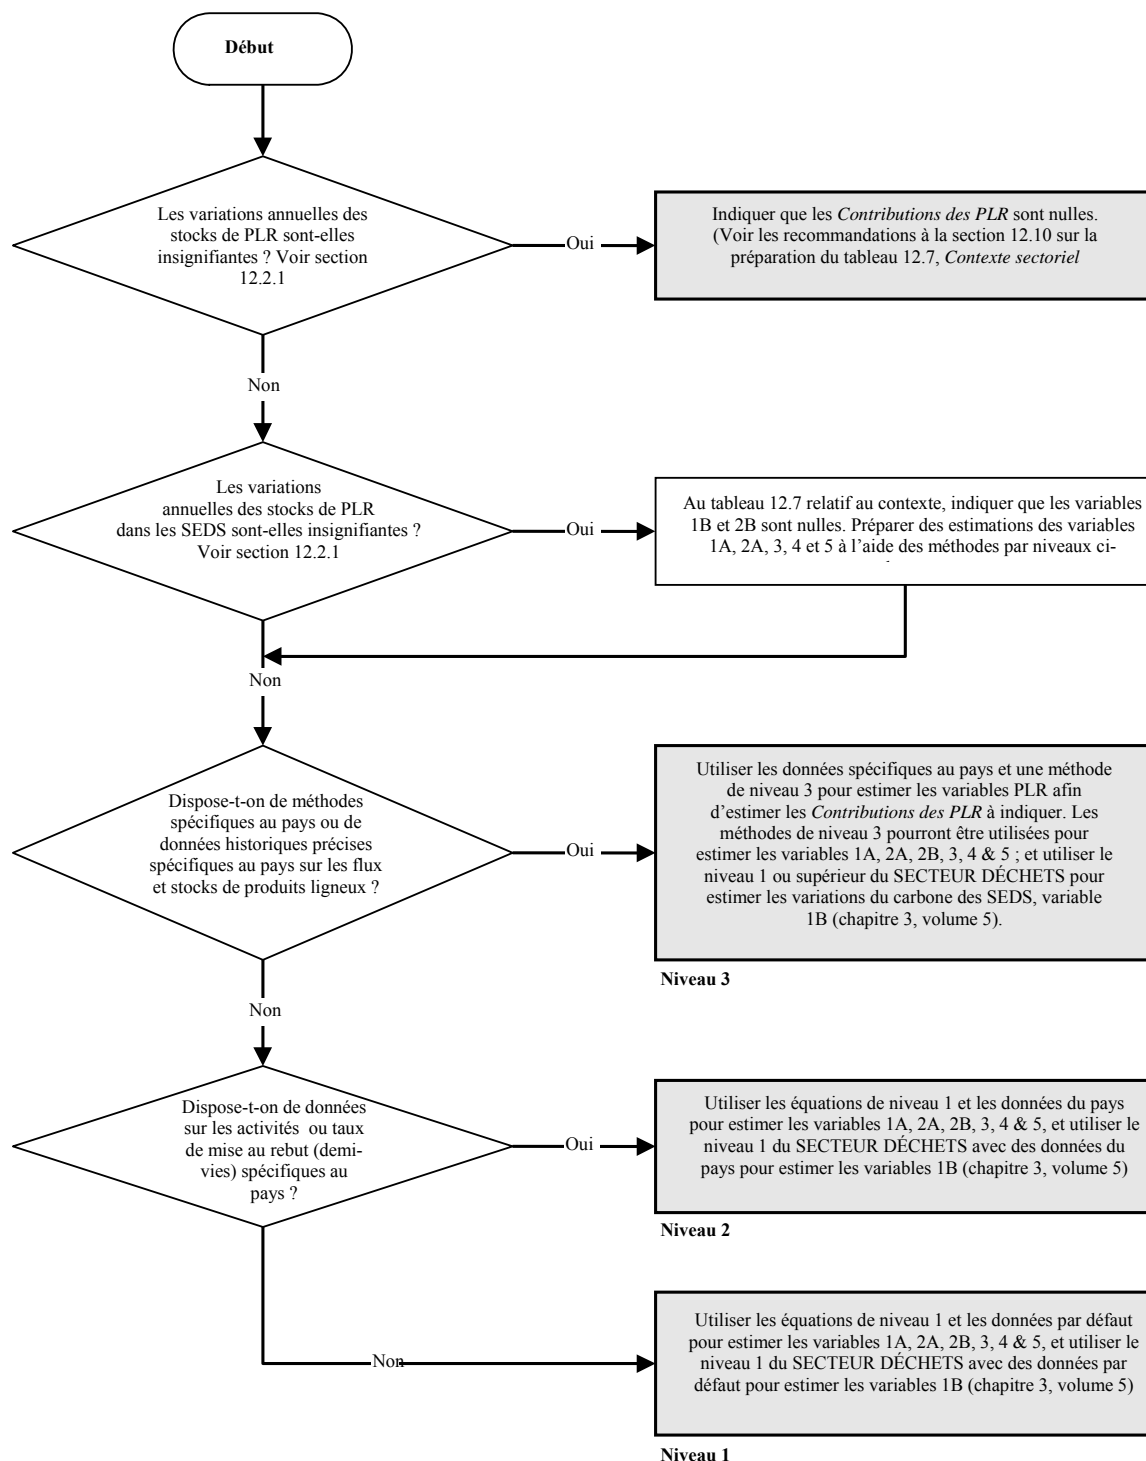 Début
Les variations annuelles des
stocks de PLR sont-elles
insignifiantes ? Voir section
12.2.1
Oui
Indiquer que les Contributions des PLR sont nulles.
(Voir les recommandations à la section 12.10 sur la
préparation du tableau 12.7, Contexte sectoriel
Non
Les variations
annuelles des stocks de PLR
dans les SEDS sont-elles insignifiantes ?
Voir section 12.2.1
Oui
Au tableau 12.7 relatif au contexte, indiquer que les variables
1B et 2B sont nulles. Préparer des estimations des variables
1A, 2A, 3, 4 et 5 à l’aide des méthodes par niveaux ci-
Non
Dispose-t-on de méthodes
spécifiques au pays ou de
données historiques précises
spécifiques au pays sur les flux
et stocks de produits ligneux ?
Oui
Utiliser les données spécifiques au pays et une méthode
de niveau 3 pour estimer les variables PLR afin
d’estimer les Contributions des PLR à indiquer. Les
méthodes de niveau 3 pourront être utilisées pour
estimer les variables 1A, 2A, 2B, 3, 4 & 5 ; et utiliser le
niveau 1 ou supérieur du SECTEUR DÉCHETS pour
estimer les variations du carbone des SEDS, variable
1B (chapitre 3, volume 5).
Niveau 3
Non
Dispose-t-on de données
sur les activités ou taux
de mise au rebut (demi-
vies) spécifiques au
pays ?
Oui
Utiliser les équations de niveau 1 et les données du pays
pour estimer les variables 1A, 2A, 2B, 3, 4 & 5, et utiliser le
niveau 1 du SECTEUR DÉCHETS avec des données du
pays pour estimer les variables 1B (chapitre 3, volume 5)
Niveau 2
Non
Utiliser les équations de niveau 1 et les données par défaut
pour estimer les variables 1A, 2A, 2B, 3, 4 & 5, et utiliser le
niveau 1 du SECTEUR DÉCHETS avec des données par
défaut pour estimer les variables 1B (chapitre 3, volume 5)
Niveau 1